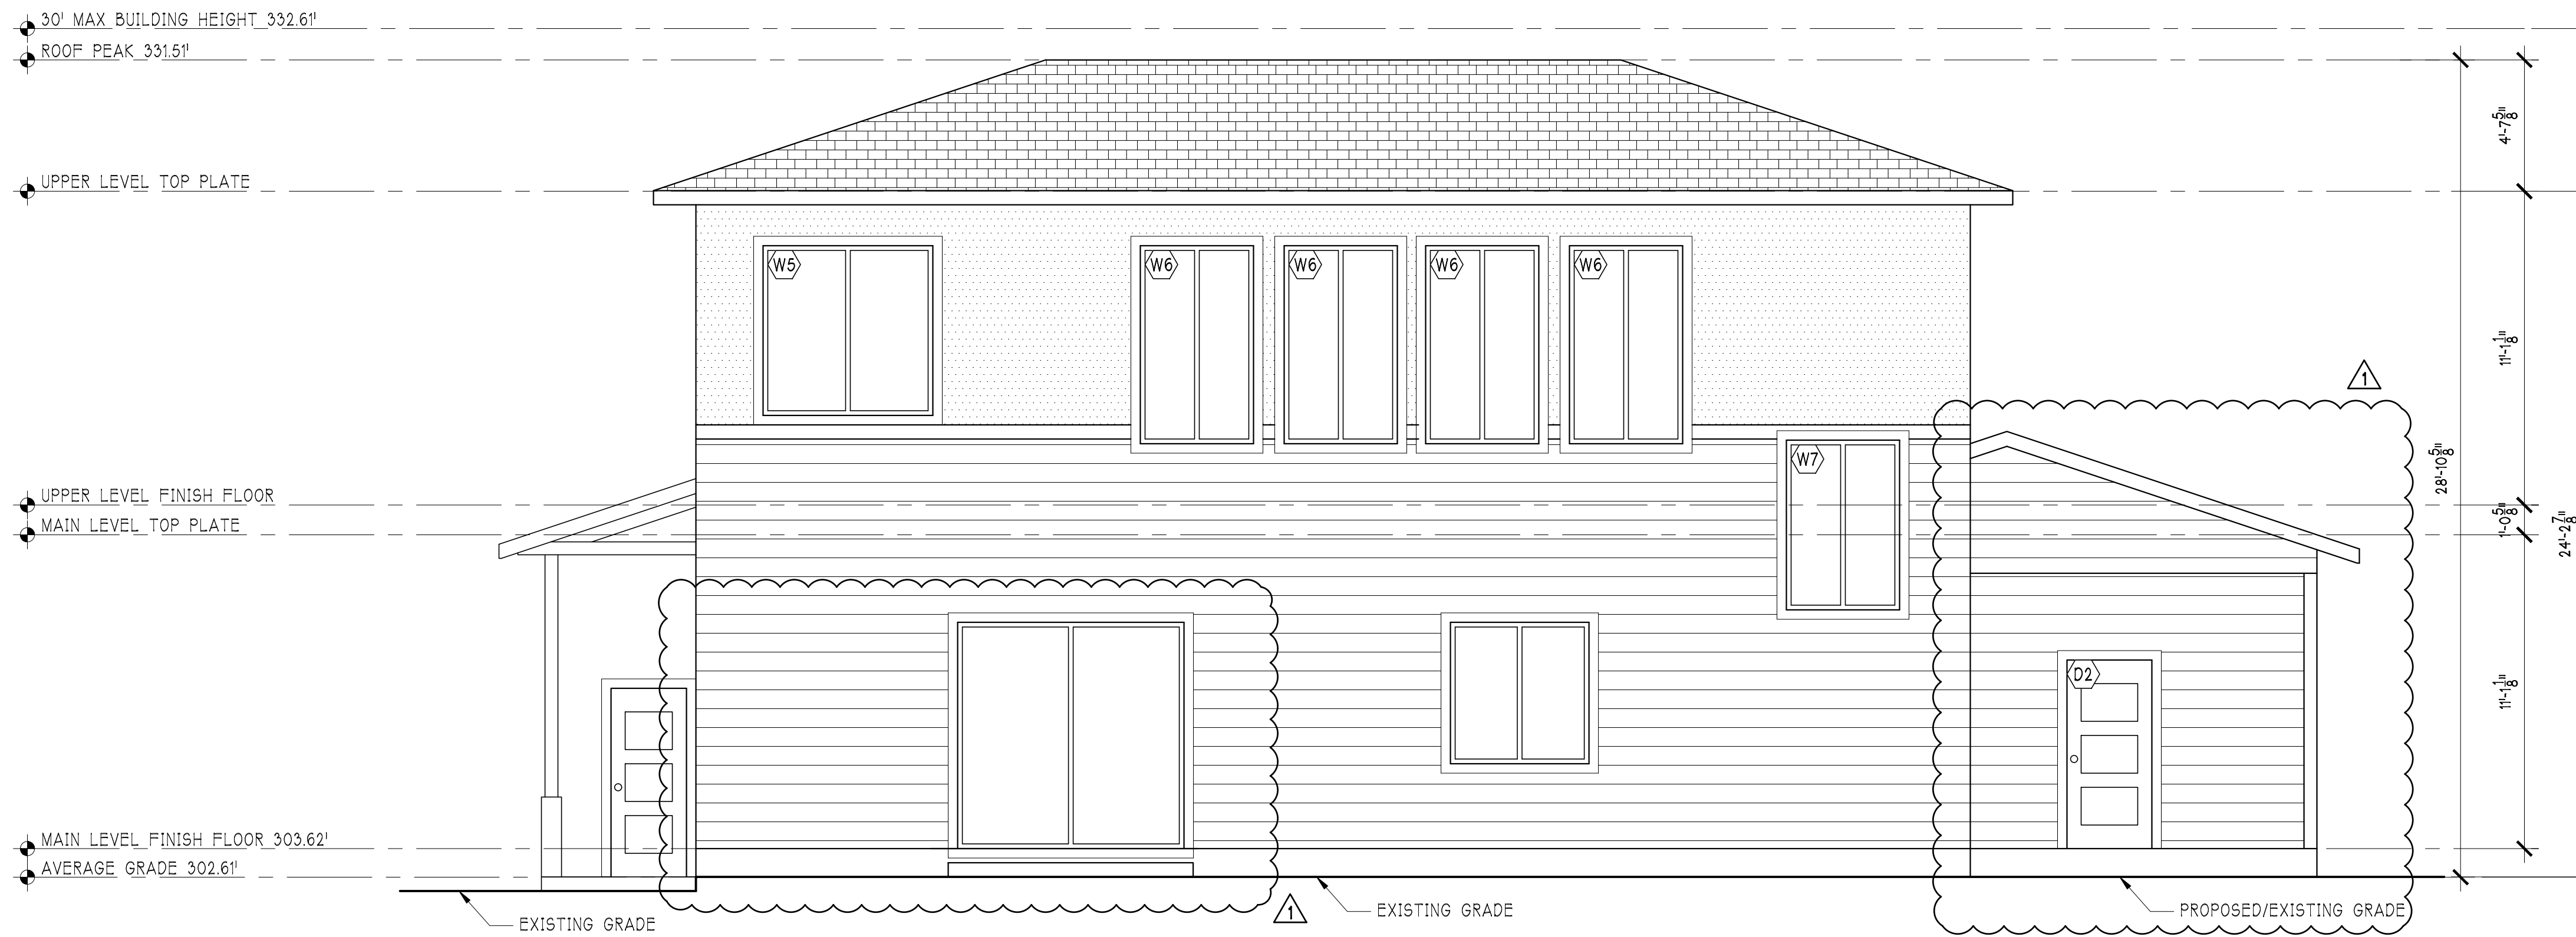 30' MAX BUILDING HEIGHT 332.61'
ROOF PEAK 331.51'
4'-7 5/8"
UPPER LEVEL TOP PLATE
W5
W6
W6
W6
W6
11'-1 1/8"
1
W7
28'-10 5/8"
UPPER LEVEL FINISH FLOOR
1'-0 5/8"
MAIN LEVEL TOP PLATE
24'-2 7/8"
D2
11'-1 1/8"
MAIN LEVEL FINISH FLOOR 303.62'
AVERAGE GRADE 302.61'
1
EXISTING GRADE
EXISTING GRADE
PROPOSED/EXISTING GRADE